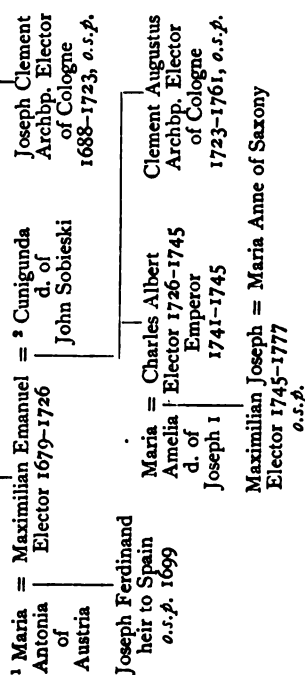 ¹ Maria = Maximilian Emanuel = ² Cunigunda
Antonia
of
Austria
Elector 1679–1726
d. of
John Sobieski
Joseph Clement
Archbp. Elector
of Cologne
1688–1723, o.s.p.
Joseph Ferdinand
heir to Spain
o.s.p. 1699
Maria = Charles Albert
Amelia
d. of
Joseph I
Elector 1726–1745
Emperor
1741–1745
Clement Augustus
Archbp. Elector
of Cologne
1723–1761, o.s.p.
Maximilian Joseph = Maria Anne of Saxony
Elector 1745–1777
o.s.p.